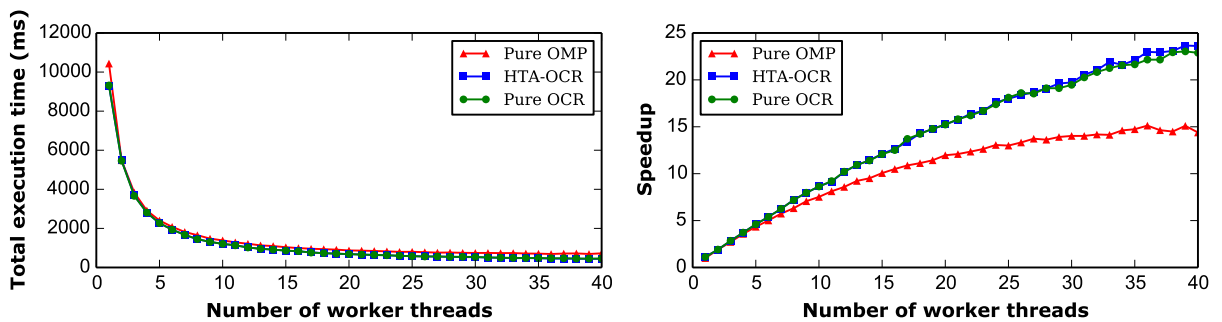 Total execution time (ms)
12000
10000
8000
6000
4000
2000
0
0 5 10 15 20 25 30 35 40
Number of worker threads
Pure OMP
HTA-OCR
Pure OCR
Speedup
25
20
15
10
5
0
0 5 10 15 20 25 30 35 40
Number of worker threads
Pure OMP
HTA-OCR
Pure OCR